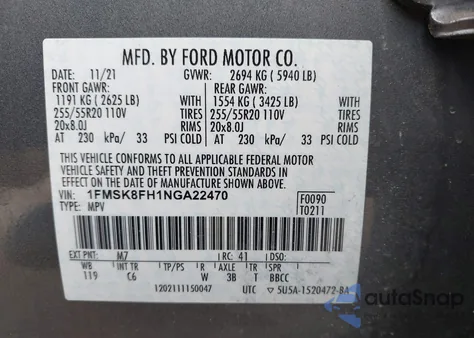 MFD. BY FORD MOTOR CO.
DATE: 11/21 GVWR: 2694 KG ( 5940 LB)
FRONT GAWR: REAR GAWR:
1191 KG ( 2625 LB) WITH 1554 KG ( 3425 LB) WITH
255/55R20 110V TIRES 255/55R20 110V TIRES
20x8.0J RIMS 20x8.0J RIMS
AT 230 kPa/ 33 PSI COLD AT 230 kPa/ 33 PSI COLD
THIS VEHICLE CONFORMS TO ALL APPLICABLE FEDERAL MOTOR
VEHICLE SAFETY AND THEFT PREVENTION STANDARDS IN EFFECT ON
THE DATE OF MANUFACTURE SHOWN ABOVE.
VIN: 1FMSK8FH1NGA22470 F0090
TYPE: MPV T0211
EXT PNT: M7 RC: 41 DSO:
WB INT TR TP/PS R AXLE TR SPR
119 C6 W 3B T BBCC
1202111150047 UTC 5U5A-1520472-BA
autoSnap